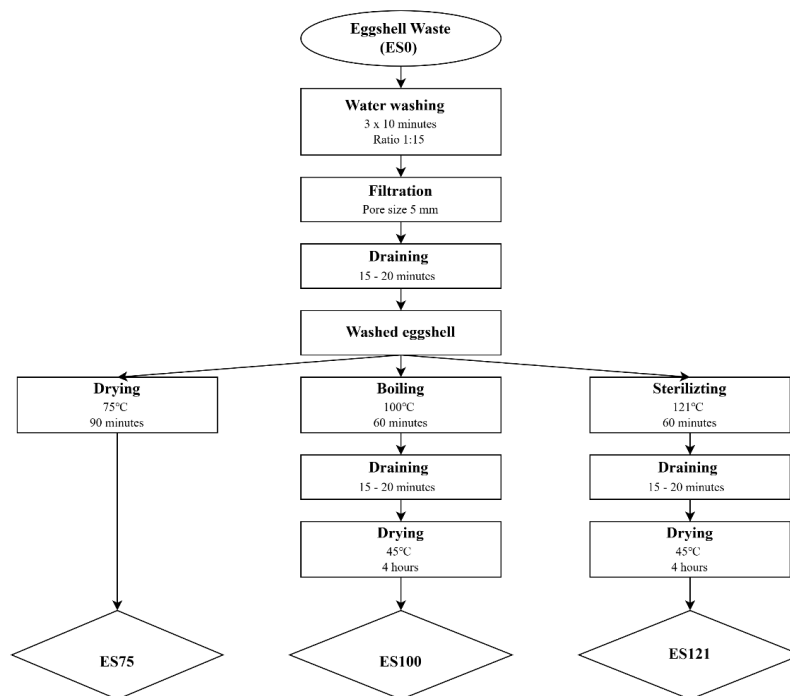 Eggshell Waste
(ES0)
Water washing
3 x 10 minutes
Ratio 1:15
Filtration
Pore size 5 mm
Draining
15 - 20 minutes
Washed eggshell
Drying
75°C
90 minutes
Boiling
100°C
60 minutes
Sterilizting
121°C
60 minutes
Draining
15 - 20 minutes
Draining
15 - 20 minutes
Drying
45°C
4 hours
Drying
45°C
4 hours
ES75
ES100
ES121